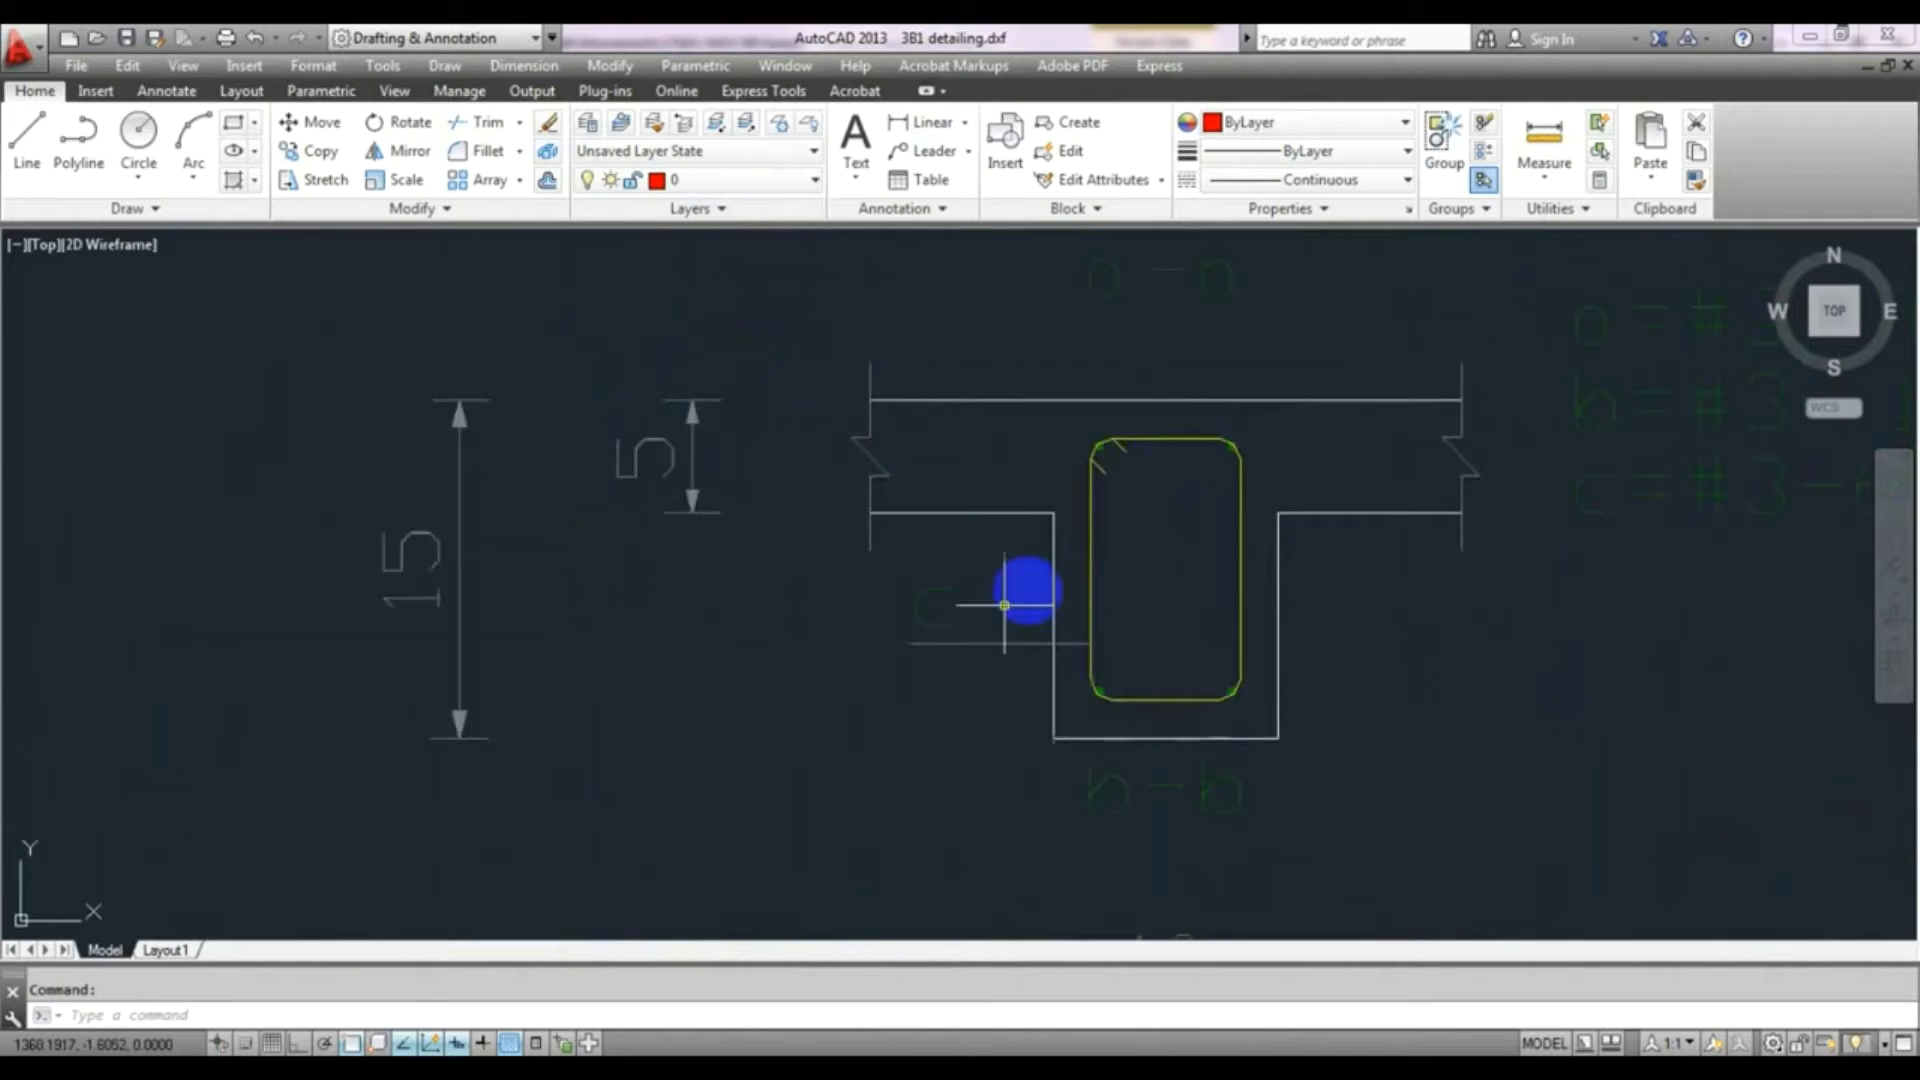 Drafting & Annotation
AutoCAD 2013 3B1 detailing.dxf
Type a keyword or phrase
Sign In
File Edit View Insert Format Tools Draw Dimension Modify Parametric Window Help Acrobat Markups Adobe PDF Express
Home Insert Annotate Layout Parametric View Manage Output Plug-ins Online Express Tools Acrobat
Move Rotate Trim
Linear
Create
ByLayer
Line Polyline Circle Arc
Copy Mirror Fillet
Unsaved Layer State
Text
Leader
Insert
Edit
ByLayer
Group
Measure
Paste
Stretch Scale Array
0
Table
Edit Attributes
Continuous
Draw Modify Layers Annotation Block Properties Groups Utilities Clipboard
[−][Top][2D Wireframe]
N
W TOP E
S
WCS
5
15
c
b-b
Y
X
Model Layout1
Command:
Type a command
1360.1917, -1.6052, 0.0000
MODEL
1:1